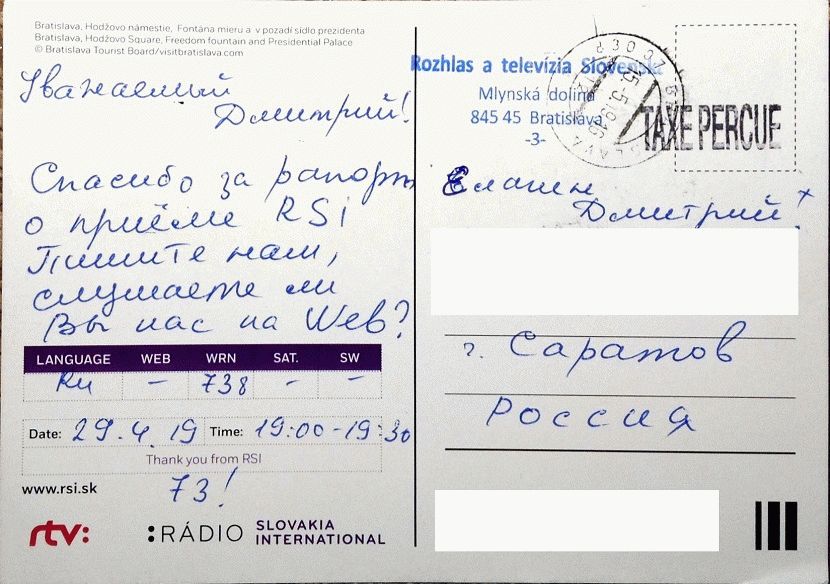 Bratislava, Hodžovo námestie, Fontána mieru a v pozadí sídlo prezidenta
Bratislava, Hodžovo Square, Freedom fountain and Presidential Palace
© Bratislava Tourist Board/visitbratislava.com
Уважаемый
Дмитрий!
Спасибо за рапорты
о приёме RSI
Пишите нам,
слушаете ли
Вы нас на Web?
LANGUAGE WEB WRN SAT. SW
Ru – 738 – –
Date: 29.4.19 Time: 19:00-19:30
Thank you from RSI
73!
www.rsi.sk
rtv:
:RÁDIO SLOVAKIA
INTERNATIONAL
Rozhlas a televízia Slovenska
Mlynská dolina
845 45 Bratislava
-3-
TAXE PERCUE
Еланин
Дмитрий
г. Саратов
Россия